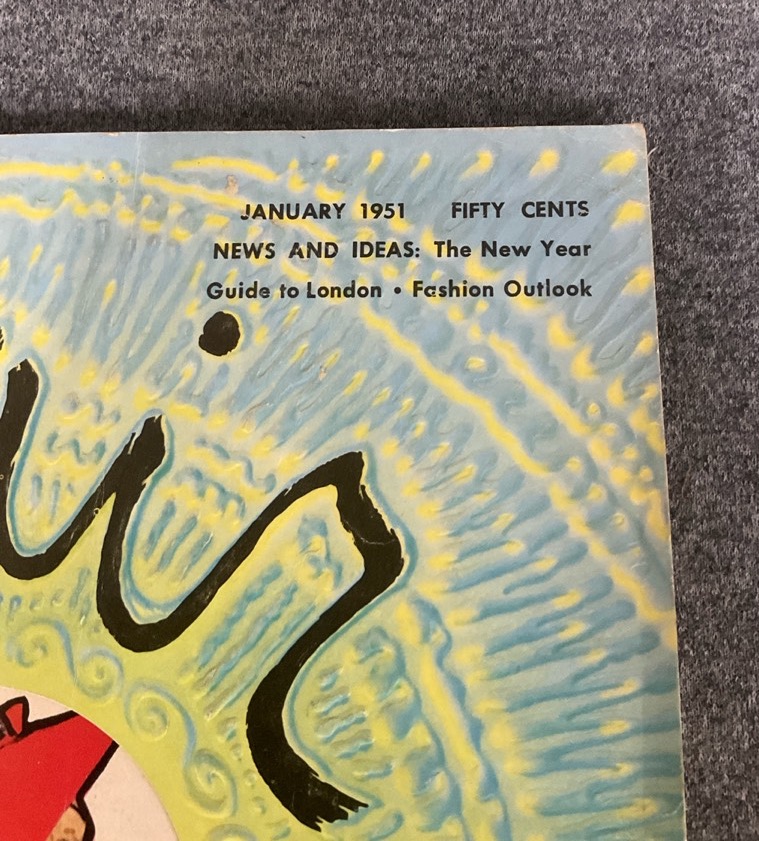 JANUARY 1951 FIFTY CENTS
NEWS AND IDEAS: The New Year
Guide to London • Fashion Outlook